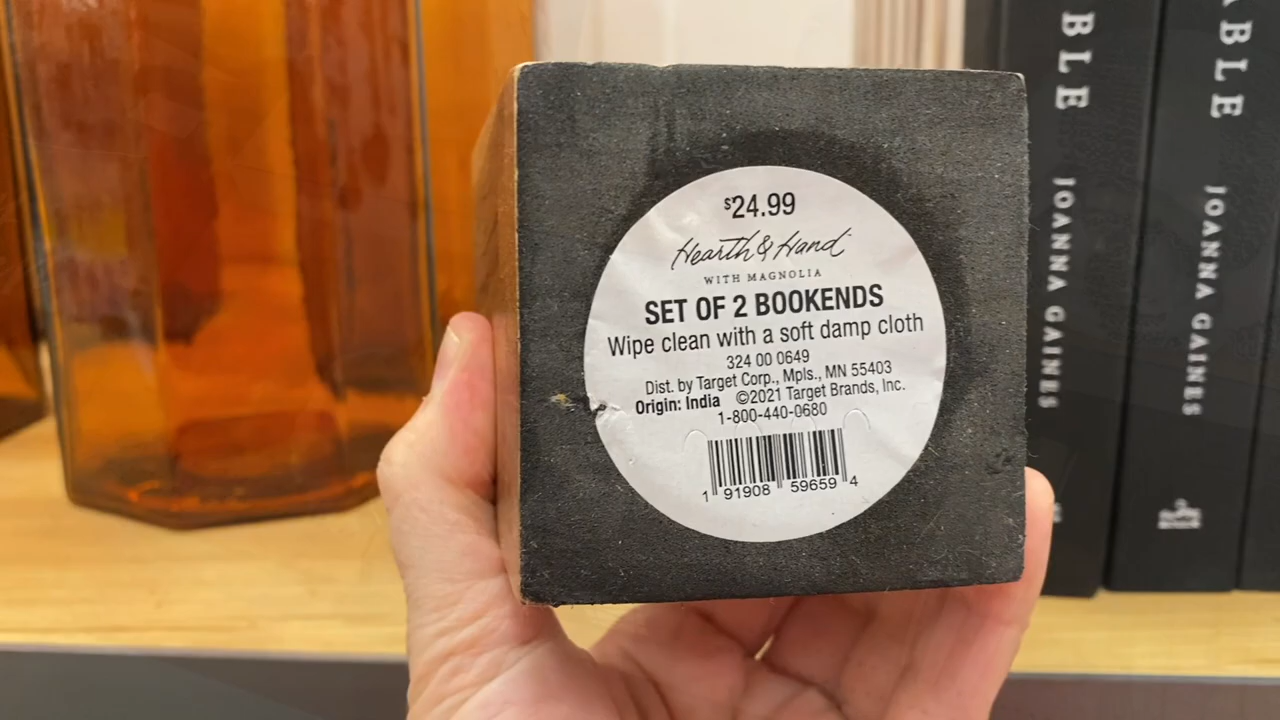 $24.99
Hearth & Hand
WITH MAGNOLIA
SET OF 2 BOOKENDS
Wipe clean with a soft damp cloth
324 00 0649
Dist. by Target Corp., Mpls., MN 55403
Origin: India ©2021 Target Brands, Inc.
1-800-440-0680
1 91908 59659 4
BLE JOANNA GAINES
ABLE JOANNA GAINES